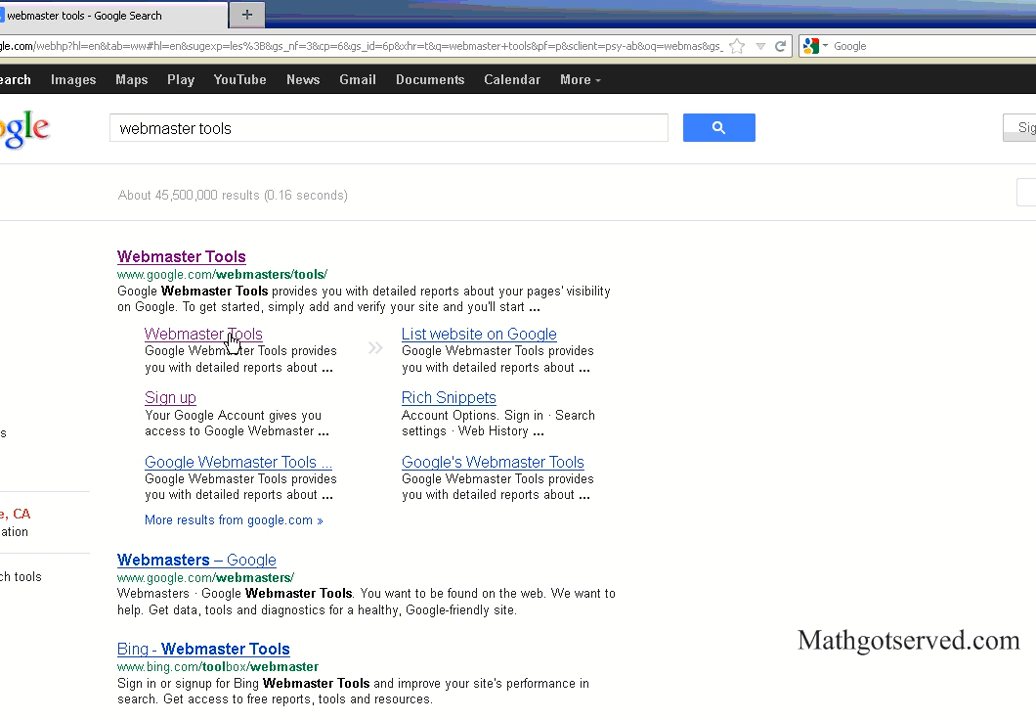 webmaster tools - Google Search
gle.com/webhp?hl=en&tab=ww#hl=en&sugexp=les%3B&gs_nf=3&cp=6&gs_id=6p&xhr=t&q=webmaster+tools&pf=p&sclient=psy-ab&oq=webmas&gs_
Google
earch Images Maps Play YouTube News Gmail Documents Calendar More
ogle
webmaster tools
Sig
About 45,500,000 results (0.16 seconds)
Webmaster Tools
www.google.com/webmasters/tools/
Google Webmaster Tools provides you with detailed reports about your pages' visibility
on Google. To get started, simply add and verify your site and you'll start ...
Webmaster Tools
Google Webmaster Tools provides
you with detailed reports about ...
List website on Google
Google Webmaster Tools provides
you with detailed reports about ...
Sign up
Your Google Account gives you
access to Google Webmaster ...
Rich Snippets
Account Options. Sign in · Search
settings · Web History ...
s
Google Webmaster Tools ...
Google Webmaster Tools provides
you with detailed reports about ...
Google's Webmaster Tools
Google Webmaster Tools provides
you with detailed reports about ...
e, CA
ation
More results from google.com »
Webmasters – Google
www.google.com/webmasters/
Webmasters · Google Webmaster Tools. You want to be found on the web. We want to
help. Get data, tools and diagnostics for a healthy, Google-friendly site.
ch tools
Bing - Webmaster Tools
www.bing.com/toolbox/webmaster
Sign in or signup for Bing Webmaster Tools and improve your site's performance in
search. Get access to free reports, tools and resources.
Mathgotserved.com